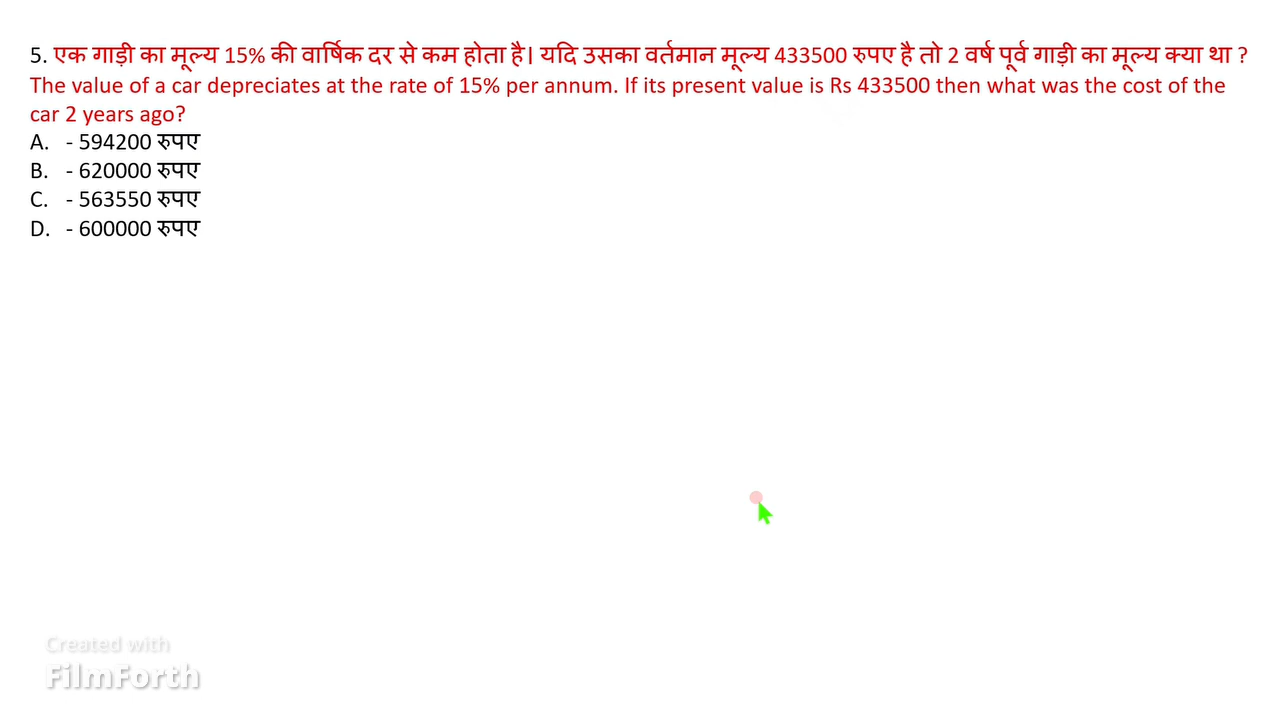 5. एक गाड़ी का मूल्य 15% की वार्षिक दर से कम होता है। यदि उसका वर्तमान मूल्य 433500 रुपए है तो 2 वर्ष पूर्व गाड़ी का मूल्य क्या था ?
The value of a car depreciates at the rate of 15% per annum. If its present value is Rs 433500 then what was the cost of the
car 2 years ago?
A. - 594200 रुपए
B. - 620000 रुपए
C. - 563550 रुपए
D. - 600000 रुपए
Created with
FilmForth